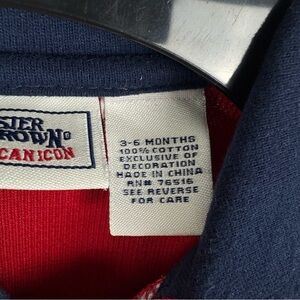 STER
ROWN®
CAN ICON
3-6 MONTHS
100% COTTON
EXCLUSIVE OF
DECORATION
MADE IN CHINA
RN# 76516
SEE REVERSE
FOR CARE